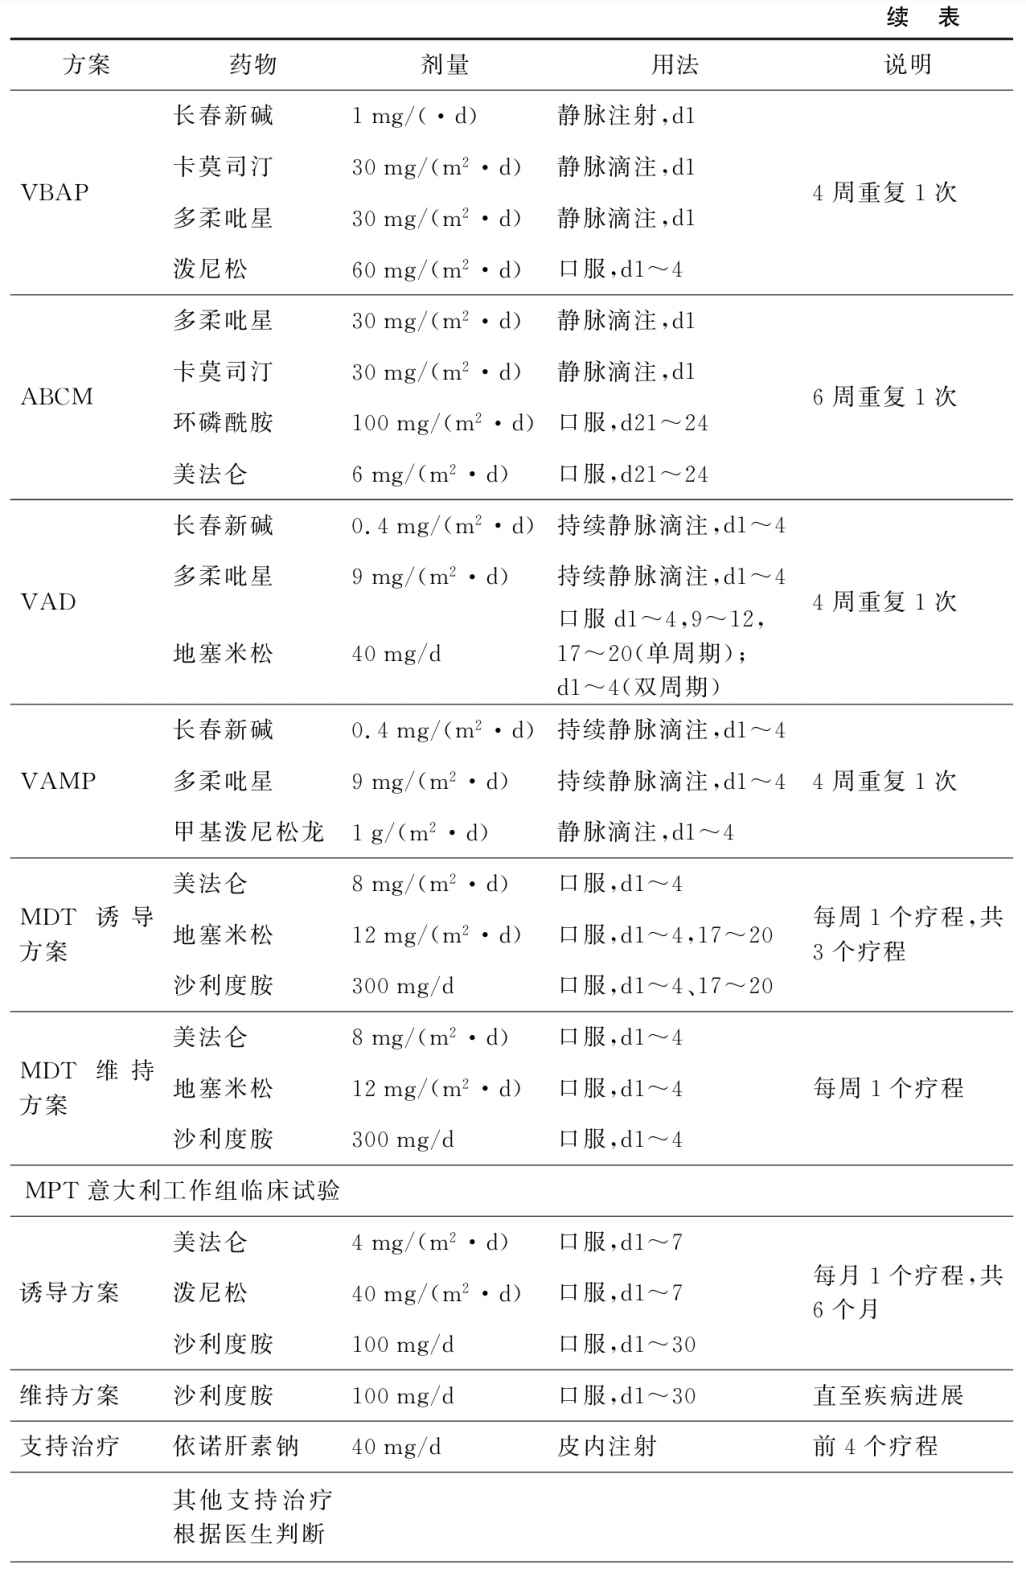 续 表
方案 药物 剂量 用法 说明
长春新碱 1 mg/(·d) 静脉注射,d1
卡莫司汀 30 mg/(m²·d) 静脉滴注,d1
VBAP 4周重复1次
多柔吡星 30 mg/(m²·d) 静脉滴注,d1
泼尼松 60 mg/(m²·d) 口服,d1～4
多柔吡星 30 mg/(m²·d) 静脉滴注,d1
卡莫司汀 30 mg/(m²·d) 静脉滴注,d1
ABCM 6周重复1次
环磷酰胺 100 mg/(m²·d) 口服,d21～24
美法仑 6 mg/(m²·d) 口服,d21～24
长春新碱 0.4 mg/(m²·d) 持续静脉滴注,d1～4
多柔吡星 9 mg/(m²·d) 持续静脉滴注,d1～4
VAD 4周重复1次
口服 d1～4,9～12,
地塞米松 40 mg/d 17～20(单周期);
d1～4(双周期)
长春新碱 0.4 mg/(m²·d) 持续静脉滴注,d1～4
VAMP 多柔吡星 9 mg/(m²·d) 持续静脉滴注,d1～4 4周重复1次
甲基泼尼松龙 1 g/(m²·d) 静脉滴注,d1～4
美法仑 8 mg/(m²·d) 口服,d1～4
MDT 诱导 每周1个疗程,共
地塞米松 12 mg/(m²·d) 口服,d1～4,17～20
方案 3个疗程
沙利度胺 300 mg/d 口服,d1～4、17～20
美法仑 8 mg/(m²·d) 口服,d1～4
MDT 维持
地塞米松 12 mg/(m²·d) 口服,d1～4 每周1个疗程
方案
沙利度胺 300 mg/d 口服,d1～4
MPT 意大利工作组临床试验
美法仑 4 mg/(m²·d) 口服,d1～7
每月1个疗程,共
诱导方案 泼尼松 40 mg/(m²·d) 口服,d1～7
6个月
沙利度胺 100 mg/d 口服,d1～30
维持方案 沙利度胺 100 mg/d 口服,d1～30 直至疾病进展
支持治疗 依诺肝素钠 40 mg/d 皮内注射 前4个疗程
其他支持治疗
根据医生判断